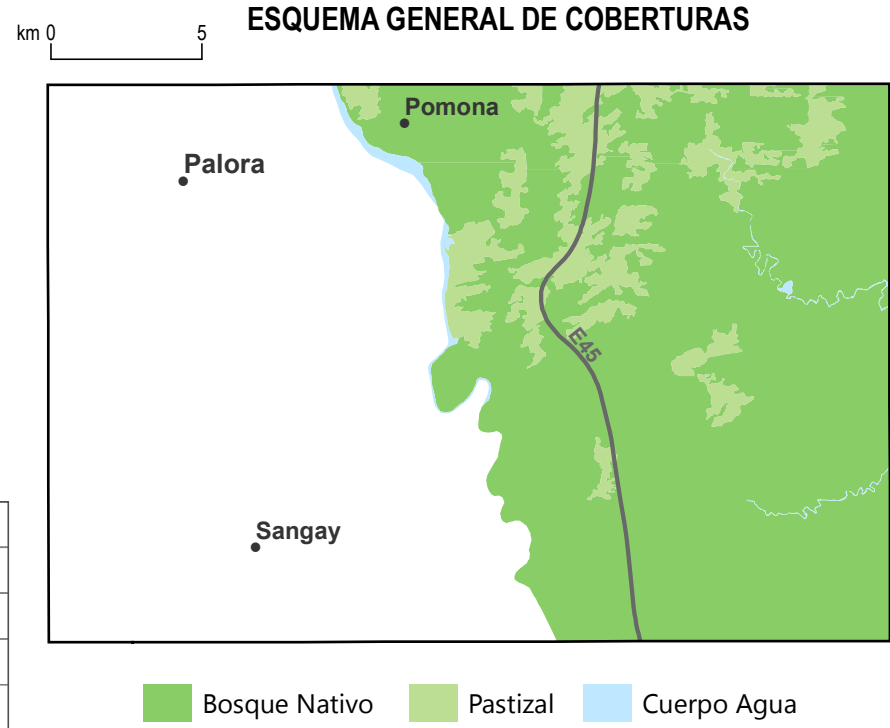 ESQUEMA GENERAL DE COBERTURAS
km 0 5
Pomona
Palora
E45
Sangay
Bosque Nativo Pastizal Cuerpo Agua